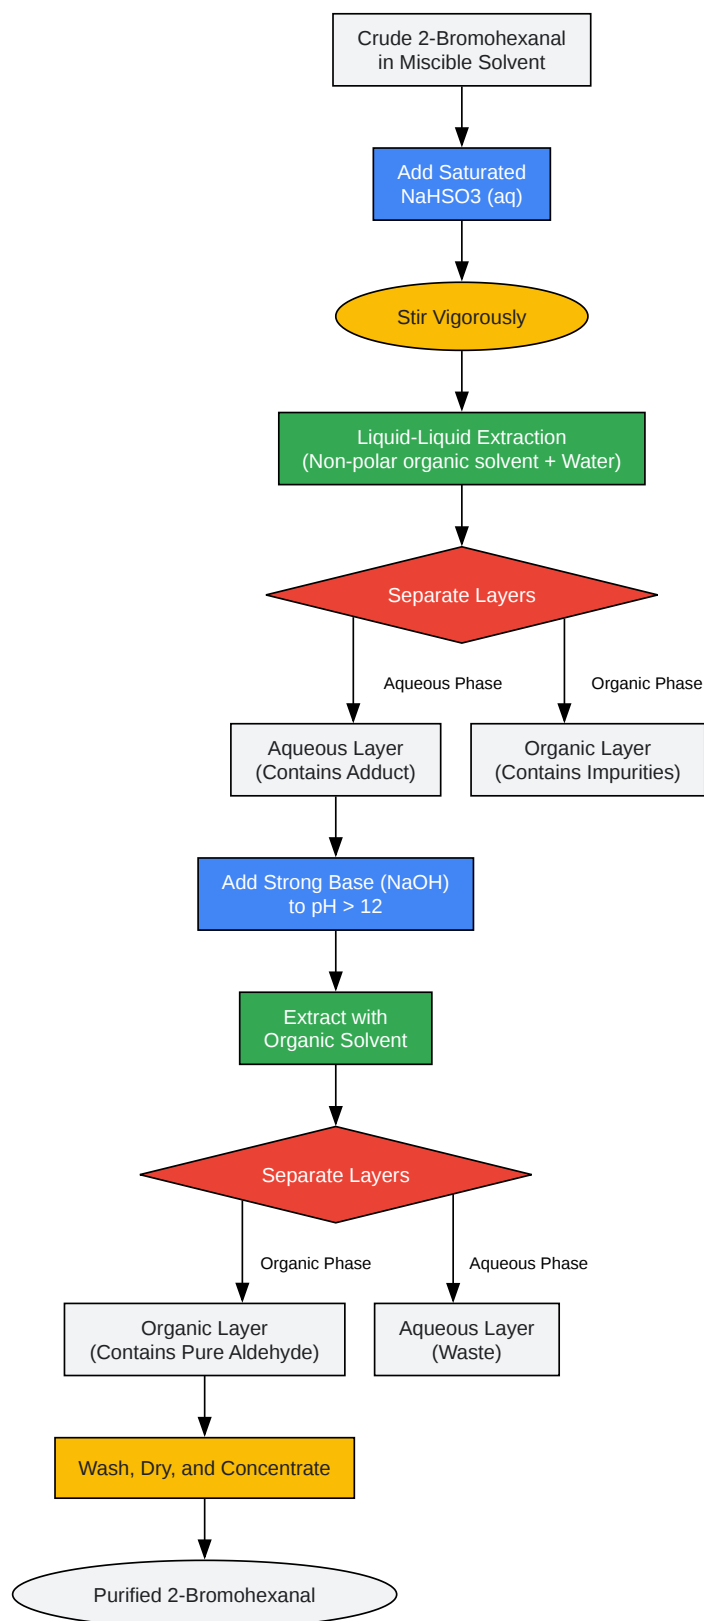 Crude 2-Bromohexanal
in Miscible Solvent
Add Saturated
NaHSO3 (aq)
Stir Vigorously
Liquid-Liquid Extraction
(Non-polar organic solvent + Water)
Separate Layers
Aqueous Phase
Organic Phase
Aqueous Layer
(Contains Adduct)
Organic Layer
(Contains Impurities)
Add Strong Base (NaOH)
to pH > 12
Extract with
Organic Solvent
Separate Layers
Organic Phase
Aqueous Phase
Organic Layer
(Contains Pure Aldehyde)
Aqueous Layer
(Waste)
Wash, Dry, and Concentrate
Purified 2-Bromohexanal